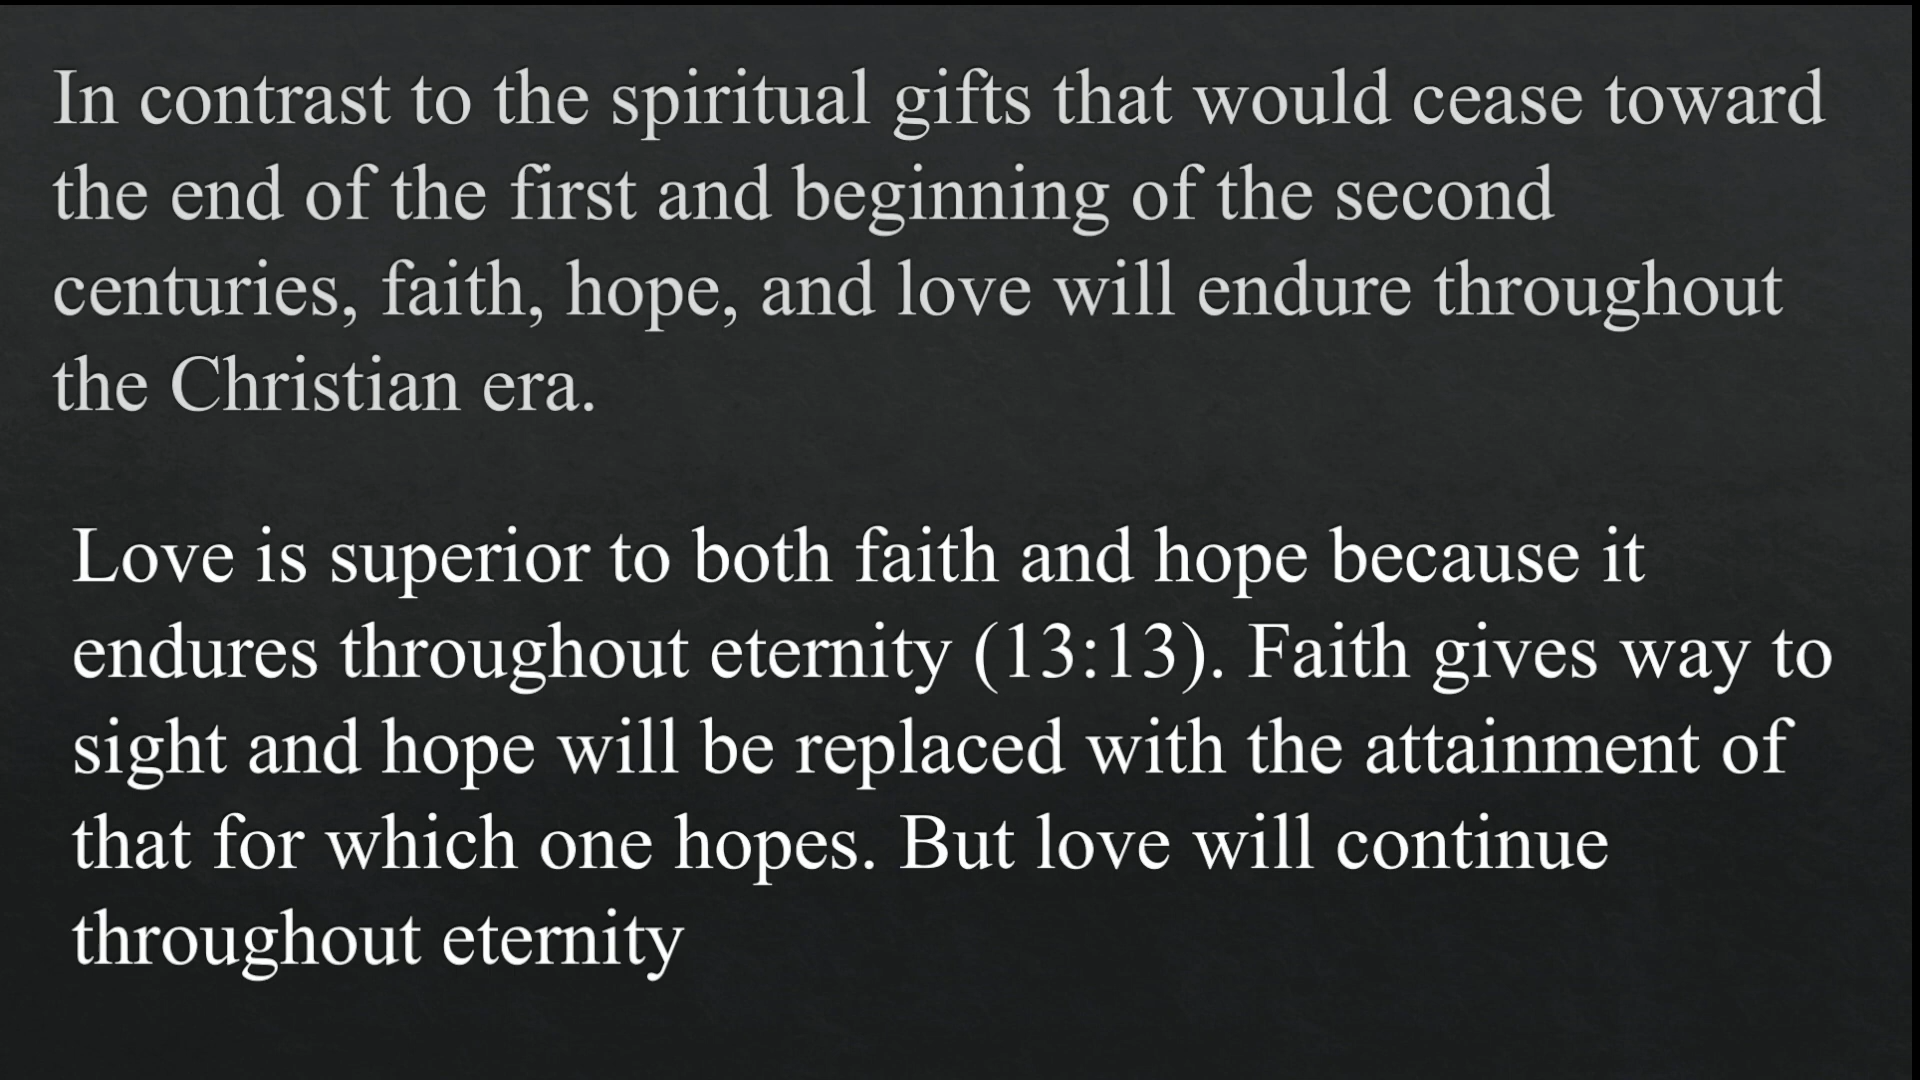 In contrast to the spiritual gifts that would cease toward
the end of the first and beginning of the second
centuries, faith, hope, and love will endure throughout
the Christian era.
Love is superior to both faith and hope because it
endures throughout eternity (13:13). Faith gives way to
sight and hope will be replaced with the attainment of
that for which one hopes. But love will continue
throughout eternity